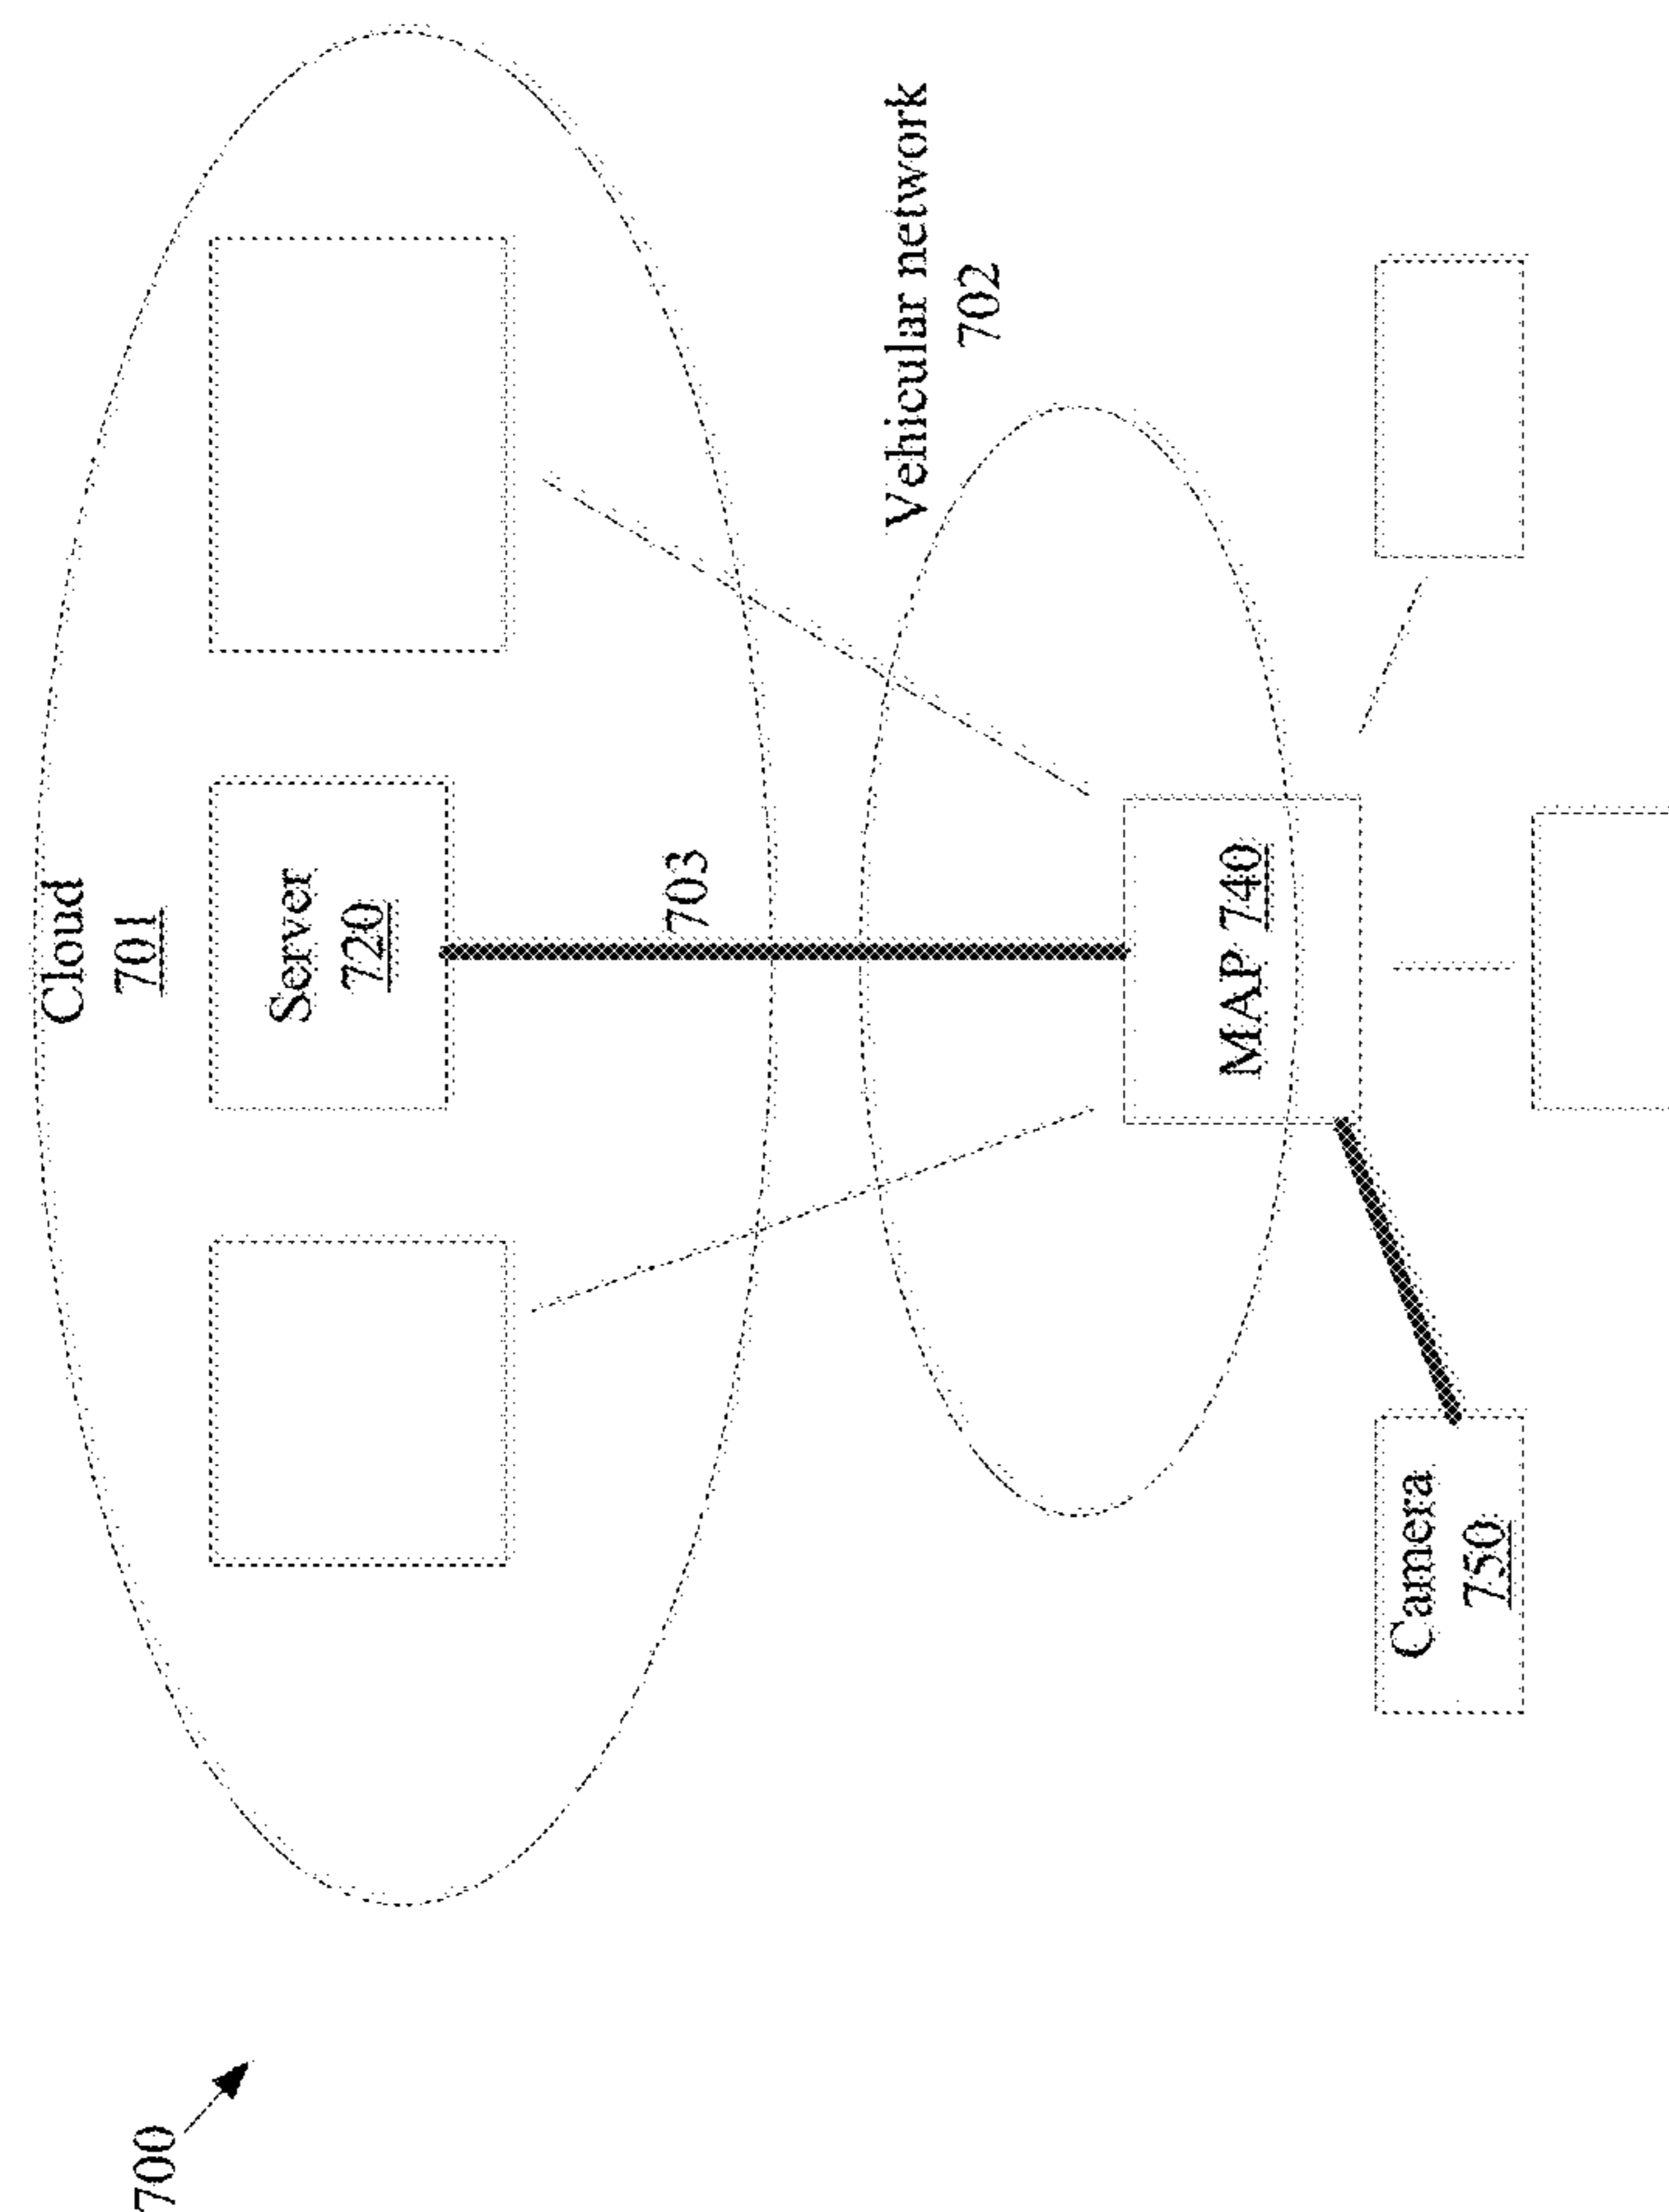 700
Cloud
701
Server
720
703
Vehicular network
702
MAP 740
Camera
750